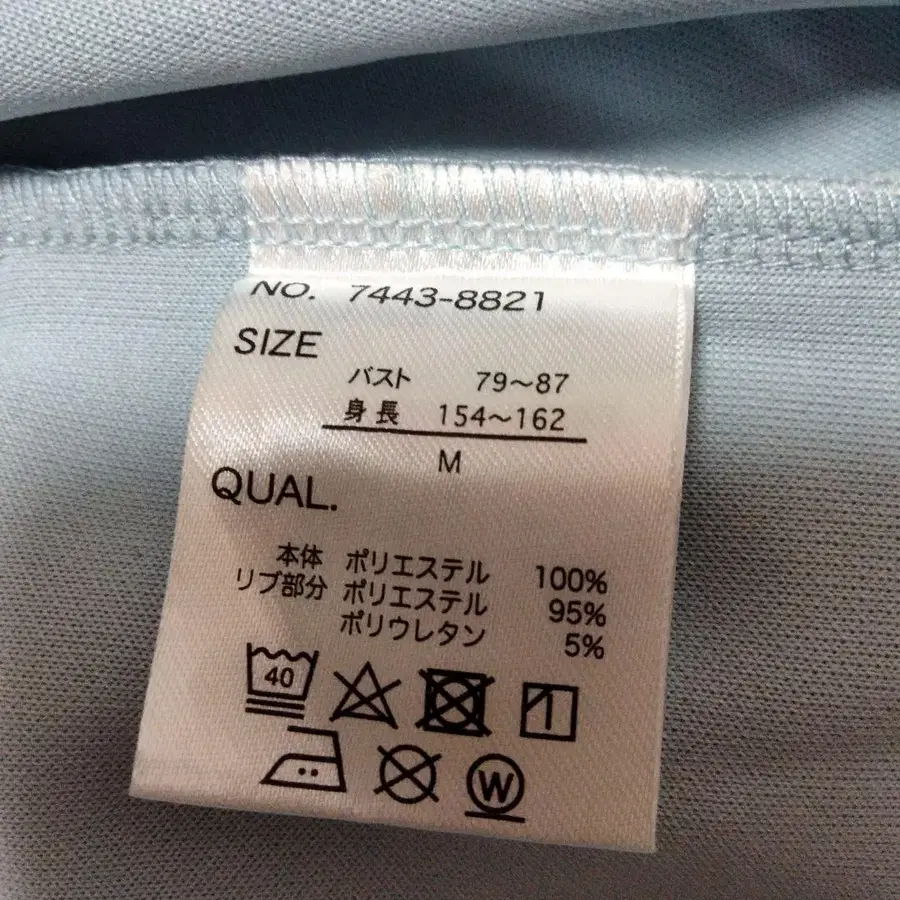 NO. 7443-8821
SIZE
バスト 79～87
身長 154～162
M
QUAL.
本体 ポリエステル 100%
リブ部分 ポリエステル 95%
ポリウレタン 5%
40
W